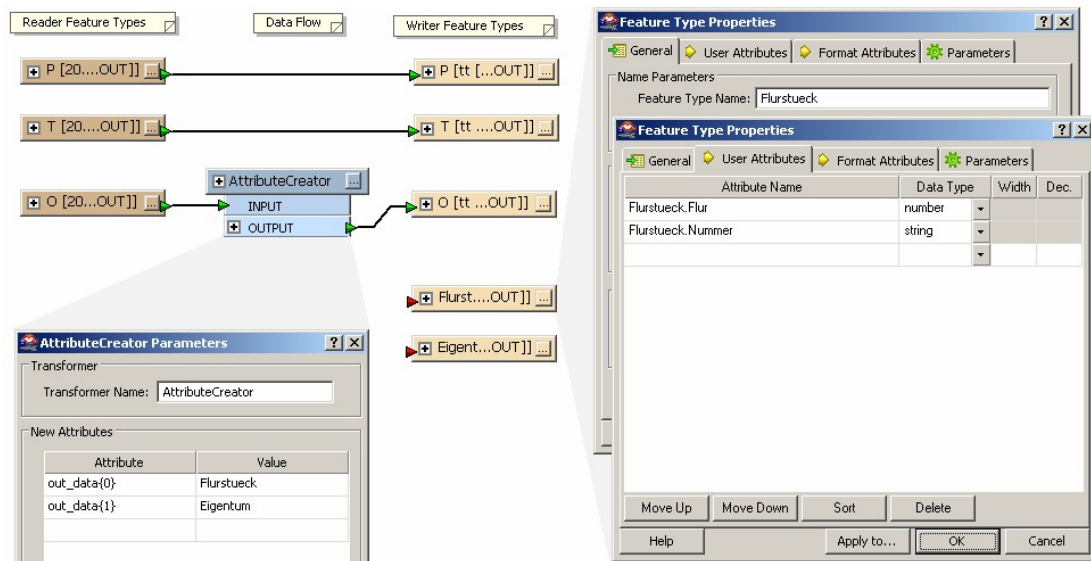 Reader Feature Types
Data Flow
Writer Feature Types
P [20....OUT]] ...
P [tt [...OUT]] ...
T [20....OUT]] ...
T [tt ....OUT]] ...
AttributeCreator ...
INPUT
OUTPUT
O [20...OUT]] ...
O [tt ...OUT]] ...
Flurst....OUT]] ...
Eigent...OUT]] ...
AttributeCreator Parameters
Transformer
Transformer Name: AttributeCreator
New Attributes
Attribute Value
out_data{0} Flurstueck
out_data{1} Eigentum
Feature Type Properties
General User Attributes Format Attributes Parameters
Name Parameters
Feature Type Name: Flurstueck
Feature Type Properties
General User Attributes Format Attributes Parameters
Attribute Name Data Type Width Dec.
Flurstueck.Flur number
Flurstueck.Nummer string
Move Up Move Down Sort Delete
Help Apply to... OK Cancel